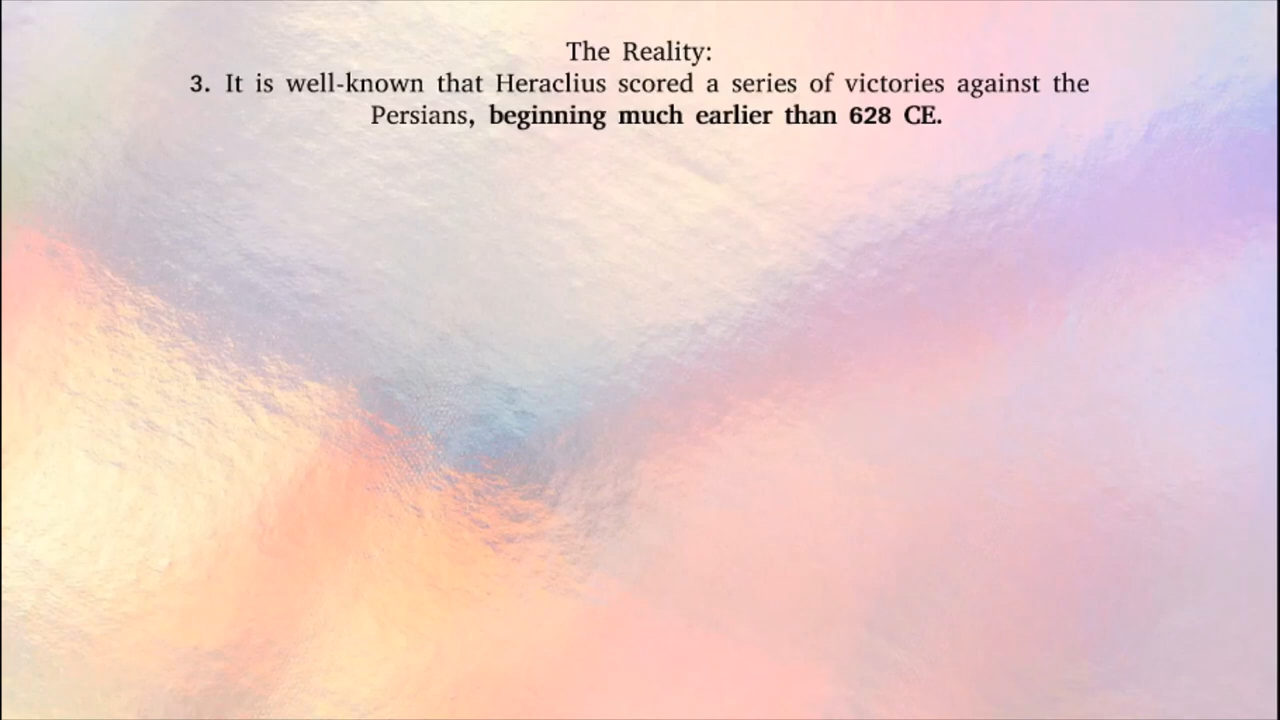 The Reality:
3. It is well-known that Heraclius scored a series of victories against the
Persians, beginning much earlier than 628 CE.